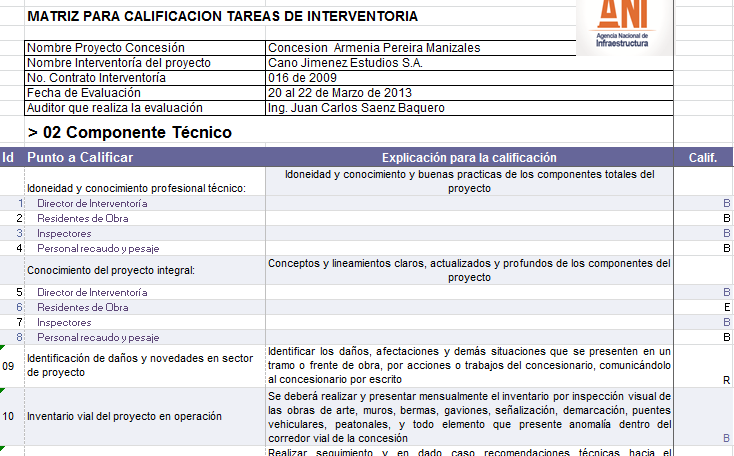 MATRIZ PARA CALIFICACION TAREAS DE INTERVENTORIA
ANI
Agencia Nacional de
Infraestructura
Nombre Proyecto Concesión Concesion Armenia Pereira Manizales
Nombre Interventoría del proyecto Cano Jimenez Estudios S.A.
No. Contrato Interventoría 016 de 2009
Fecha de Evaluación 20 al 22 de Marzo de 2013
Auditor que realiza la evaluación Ing. Juan Carlos Saenz Baquero
> 02 Componente Técnico
Id Punto a Calificar Explicación para la calificación Calif.
Idoneidad y conocimiento profesional técnico:
Idoneidad y conocimiento y buenas practicas de los componentes totales del
proyecto
1 Director de Interventoría B
2 Residentes de Obra B
3 Inspectores B
4 Personal recaudo y pesaje B
Conocimiento del proyecto integral:
Conceptos y lineamientos claros, actualizados y profundos de los componentes del
proyecto
5 Director de Interventoría B
6 Residentes de Obra E
7 Inspectores B
8 Personal recaudo y pesaje B
09 Identificación de daños y novedades en sector
de proyecto
Identificar los daños, afectaciones y demás situaciones que se presenten en un
tramo o frente de obra, por acciones o trabajos del concesionario, comunicándolo
al concesionario por escrito
R
10 Inventario vial del proyecto en operación
Se deberá realizar y presentar mensualmente el inventario por inspección visual de
las obras de arte, muros, bermas, gaviones, señalización, demarcación, puentes
vehiculares, peatonales, y todo elemento que presente anomalía dentro del
corredor vial de la concesión
B
Realizar seguimiento y en dado caso recomendaciones técnicas hacia el